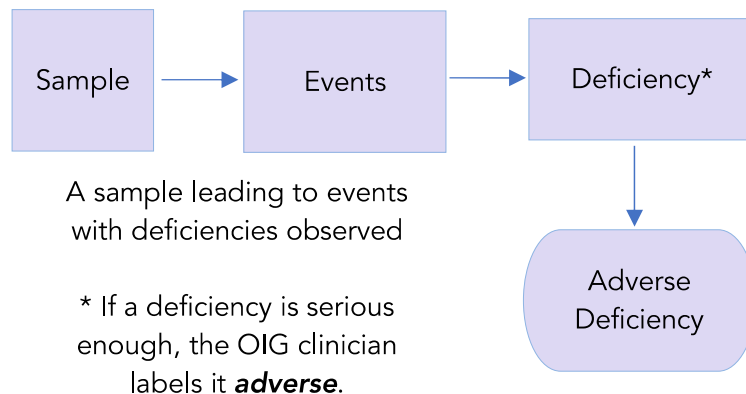 Sample
Events
Deficiency*
A sample leading to events
with deficiencies observed
Adverse
Deficiency
* If a deficiency is serious
enough, the OIG clinician
labels it adverse.